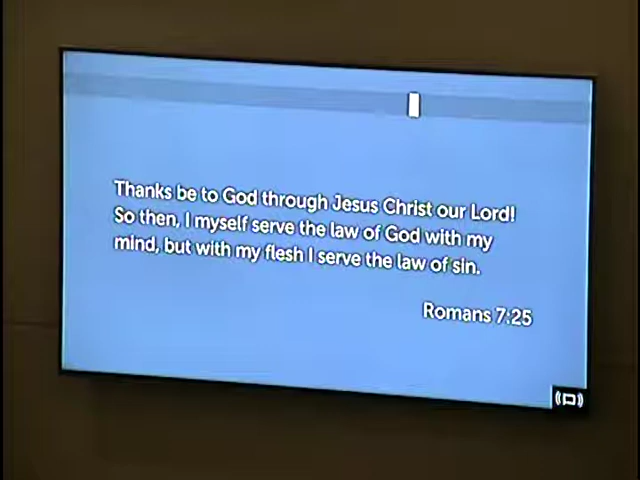 Thanks be to God through Jesus Christ our Lord!
So then, I myself serve the law of God with my
mind, but with my flesh I serve the law of sin.
Romans 7:25